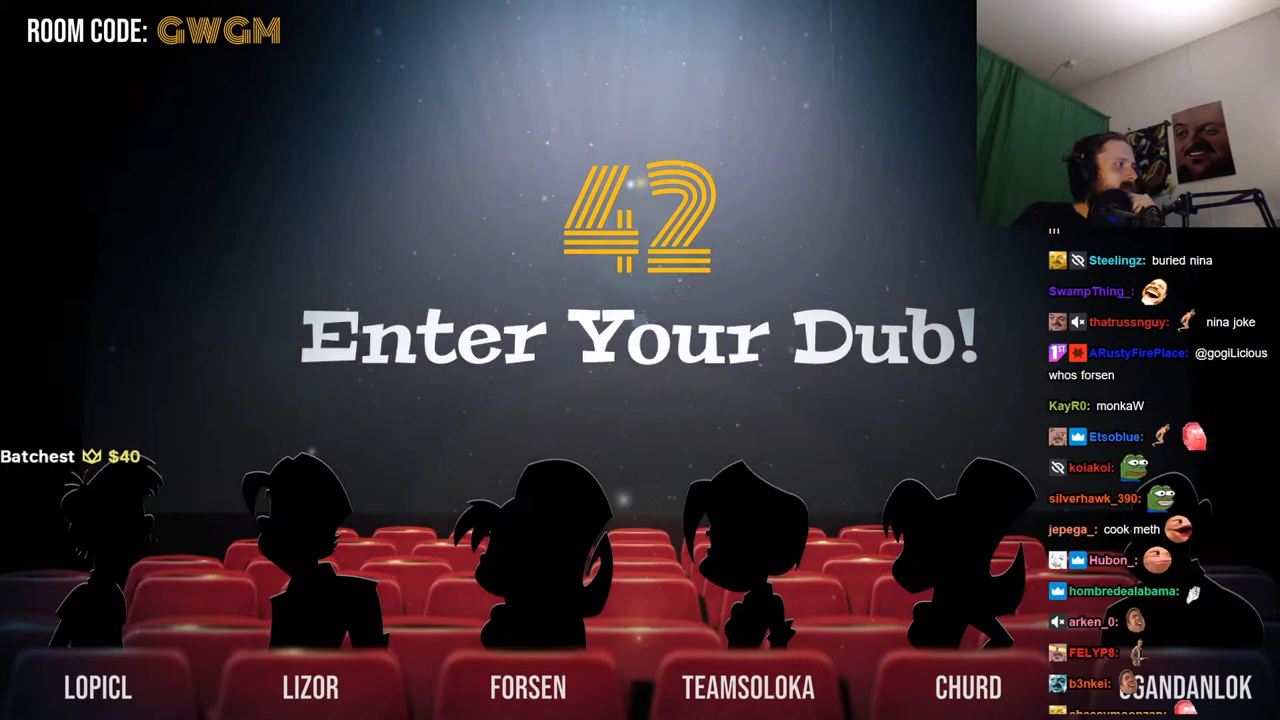 ROOM CODE: GWGM
42
Enter Your Dub!
Batchest $40
LOPICL
LIZOR
FORSEN
TEAMSOLOKA
CHURD
GANDANLOK
Steelingz: buried nina
SwampThing_:
thatrussnguy: nina joke
1ST ARustyFirePlace: @gogiLicious
whos forsen
KayR0: monkaW
Etsoblue:
koiakoi:
silverhawk_390:
jepega_: cook meth
Hubon_:
hombredealabama:
arken_0:
FELYP8:
b3nkei: